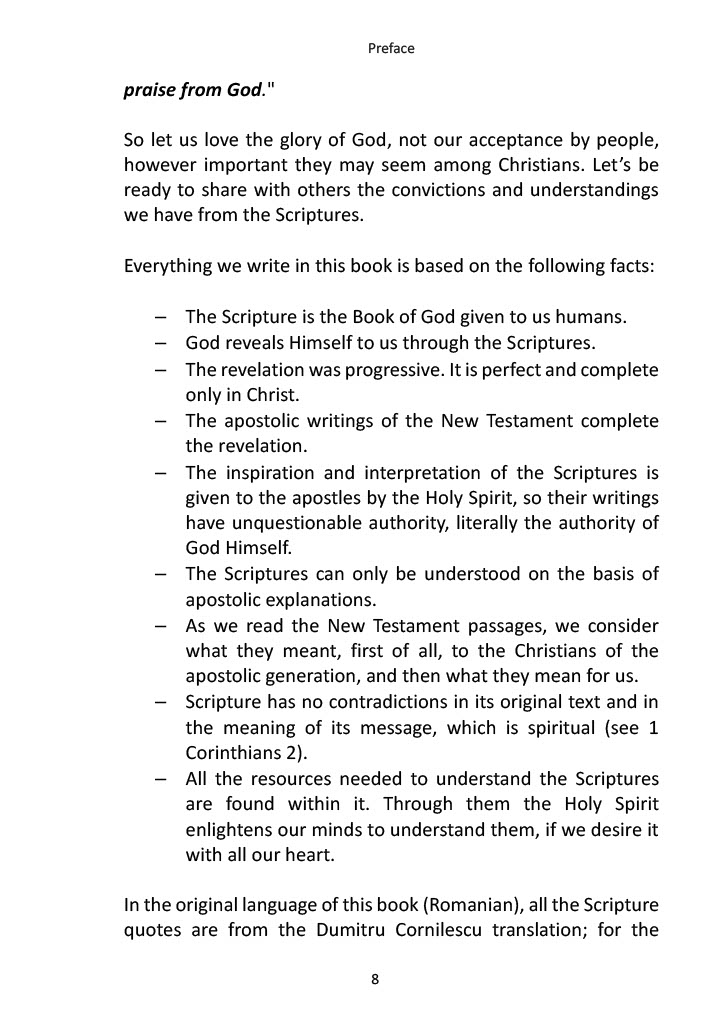 Preface
praise from God."
So let us love the glory of God, not our acceptance by people,
however important they may seem among Christians. Let’s be
ready to share with others the convictions and understandings
we have from the Scriptures.
Everything we write in this book is based on the following facts:
– The Scripture is the Book of God given to us humans.
– God reveals Himself to us through the Scriptures.
– The revelation was progressive. It is perfect and complete
only in Christ.
– The apostolic writings of the New Testament complete
the revelation.
– The inspiration and interpretation of the Scriptures is
given to the apostles by the Holy Spirit, so their writings
have unquestionable authority, literally the authority of
God Himself.
– The Scriptures can only be understood on the basis of
apostolic explanations.
– As we read the New Testament passages, we consider
what they meant, first of all, to the Christians of the
apostolic generation, and then what they mean for us.
– Scripture has no contradictions in its original text and in
the meaning of its message, which is spiritual (see 1
Corinthians 2).
– All the resources needed to understand the Scriptures
are found within it. Through them the Holy Spirit
enlightens our minds to understand them, if we desire it
with all our heart.
In the original language of this book (Romanian), all the Scripture
quotes are from the Dumitru Cornilescu translation; for the
8